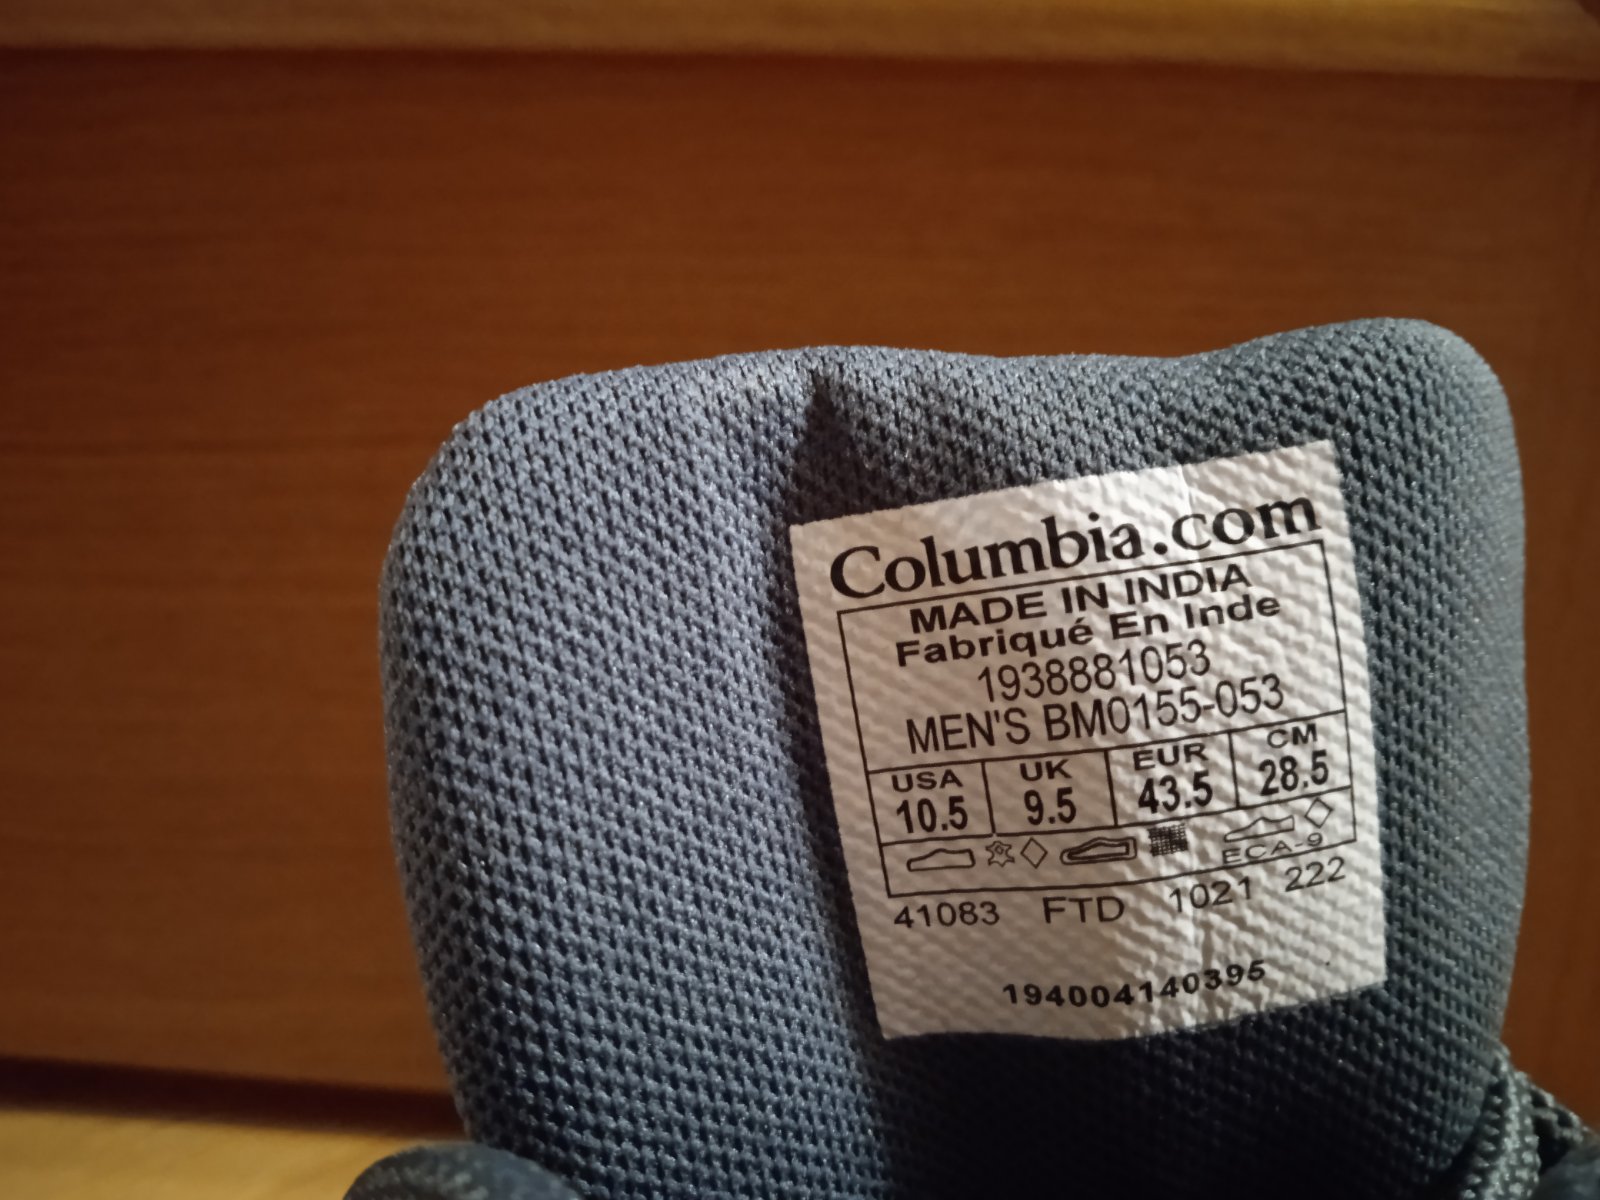 Columbia.com
MADE IN INDIA
Fabriqué En Inde
1938881053
MEN'S BM0155-053
USA UK EUR CM
10.5 9.5 43.5 28.5
ECA-9
41083 FTD 1021 222
194004140395